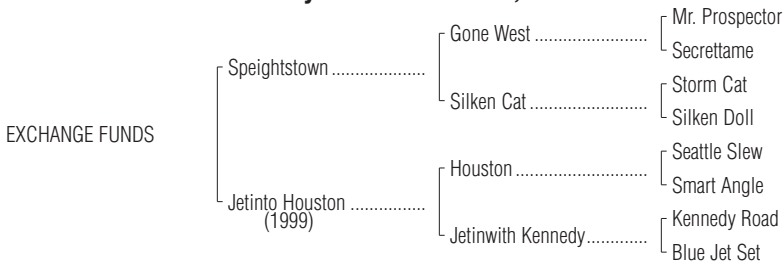 Mr. Prospector
Gone West ..........................
Secrettame
Speightstown ......................
Storm Cat
Silken Cat ...........................
Silken Doll
EXCHANGE FUNDS
Seattle Slew
Houston ..............................
Smart Angle
Jetinto Houston ................
(1999)
Kennedy Road
Jetinwith Kennedy.............
Blue Jet Set